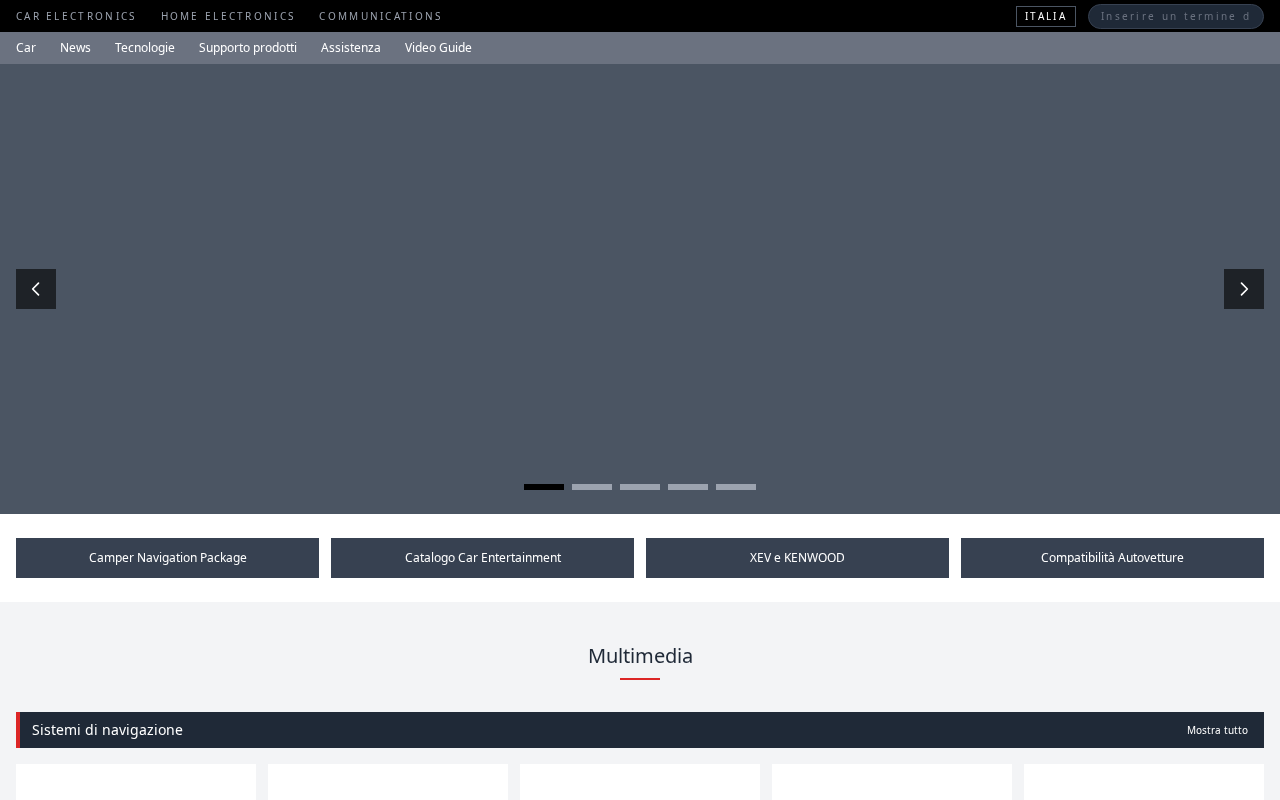 CAR ELECTRONICS HOME ELECTRONICS COMMUNICATIONS ITALIA Inserire un termine d
Car News Tecnologie Supporto prodotti Assistenza Video Guide
Camper Navigation Package Catalogo Car Entertainment XEV e KENWOOD Compatibilità Autovetture
Multimedia
Sistemi di navigazione Mostra tutto